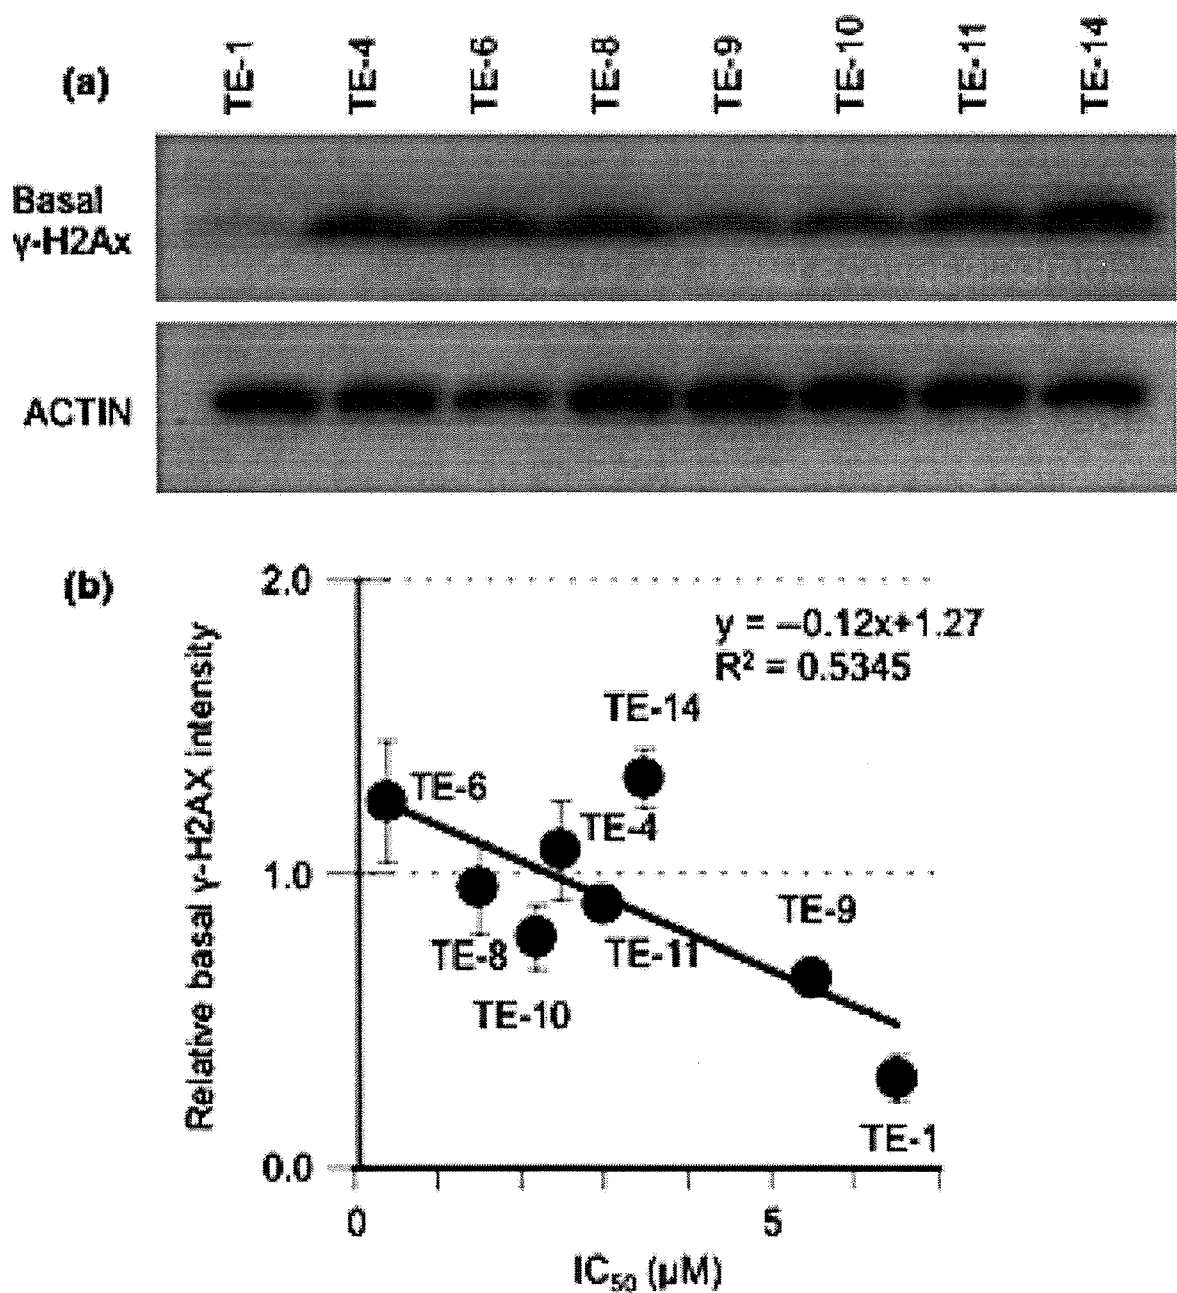 (a)
TE-1
TE-4
TE-6
TE-8
TE-9
TE-10
TE-11
TE-14
Basal
γ-H2Ax
ACTIN
(b)
Relative basal γ-H2AX intensity
2.0
1.0
0.0
y = –0.12x+1.27
R² = 0.5345
TE-14
TE-6
TE-4
TE-9
TE-8
TE-11
TE-10
TE-1
0
5
IC₅₀ (μM)